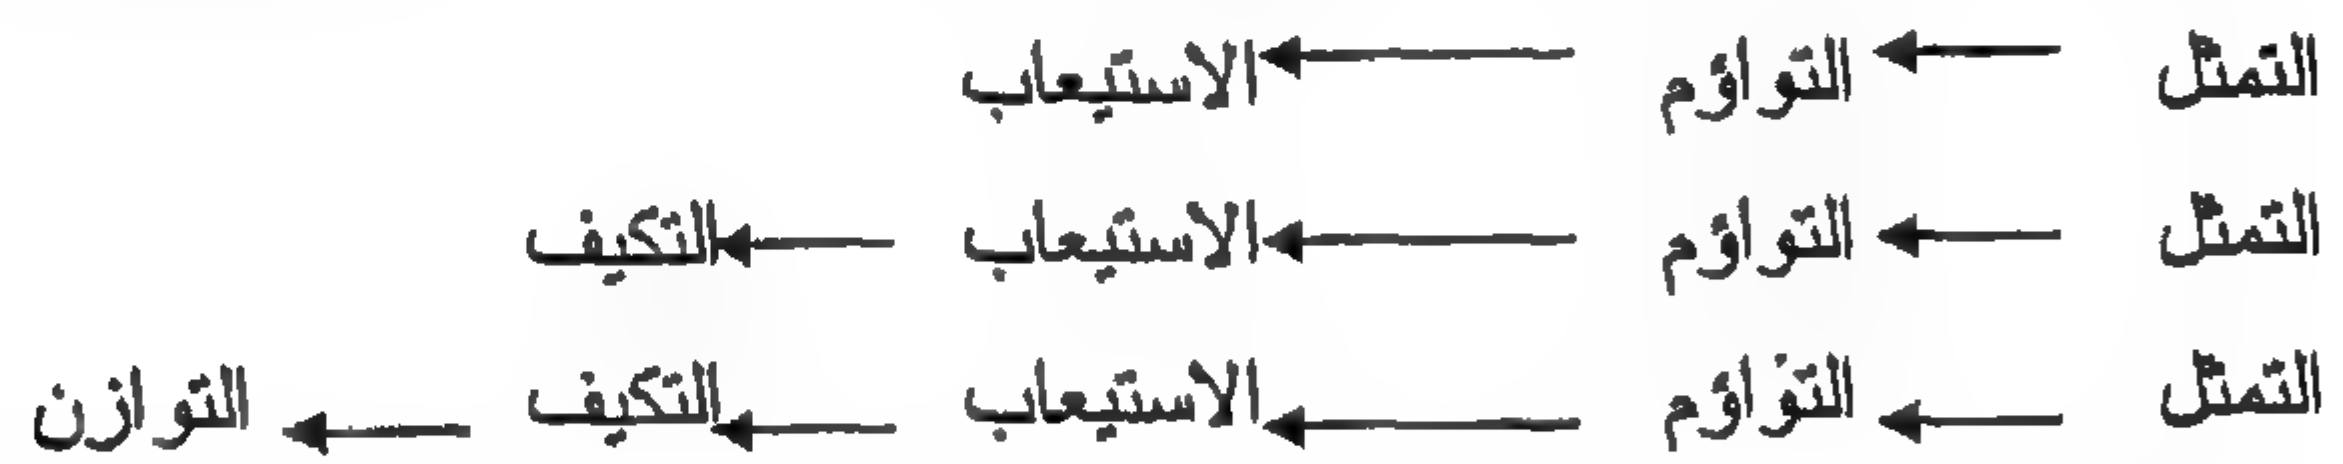 التمثل ← التواؤم ← الاستيعاب
التمثل ← التواؤم ← الاستيعاب ← التكيف
التمثل ← التواؤم ← الاستيعاب ← التكيف ← التوازن